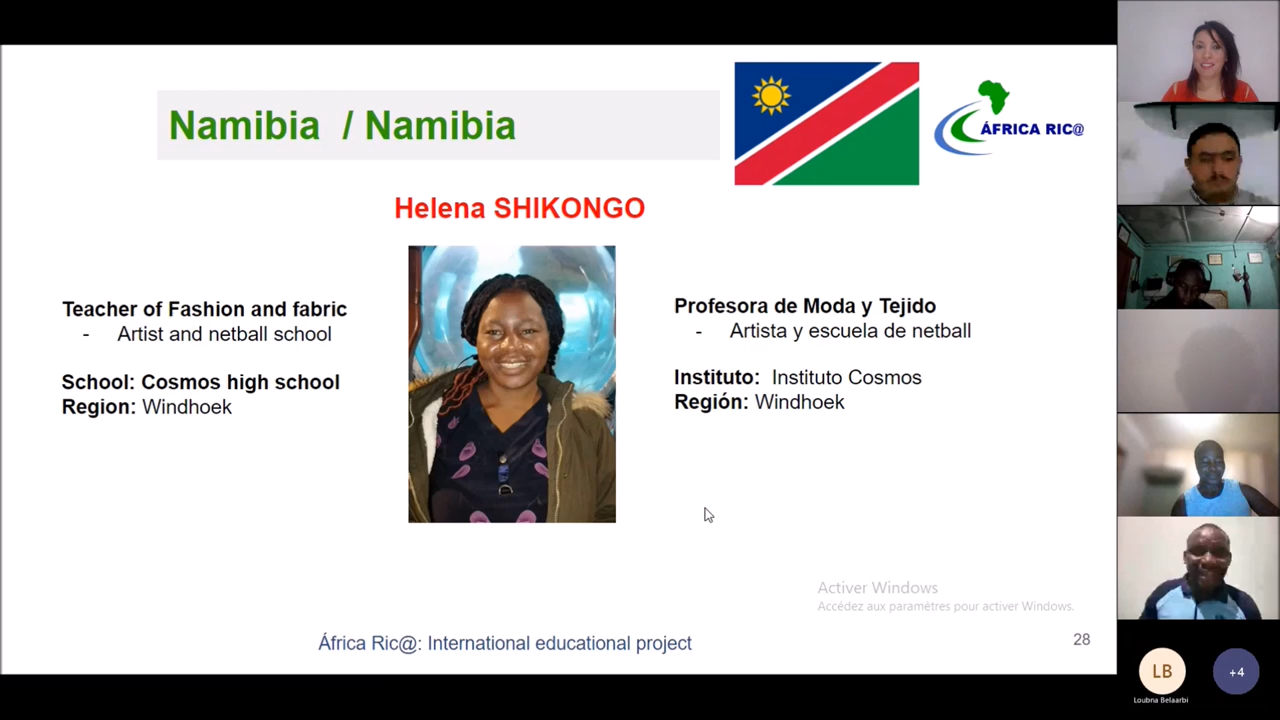 Namibia / Namibia
ÁFRICA RIC@
Helena SHIKONGO
Teacher of Fashion and fabric
- Artist and netball school
School: Cosmos high school
Region: Windhoek
Profesora de Moda y Tejido
- Artista y escuela de netball
Instituto: Instituto Cosmos
Región: Windhoek
Activer Windows
Accédez aux paramètres pour activer Windows.
África Ric@: International educational project
28
LB
+4
Loubna Belaarbi